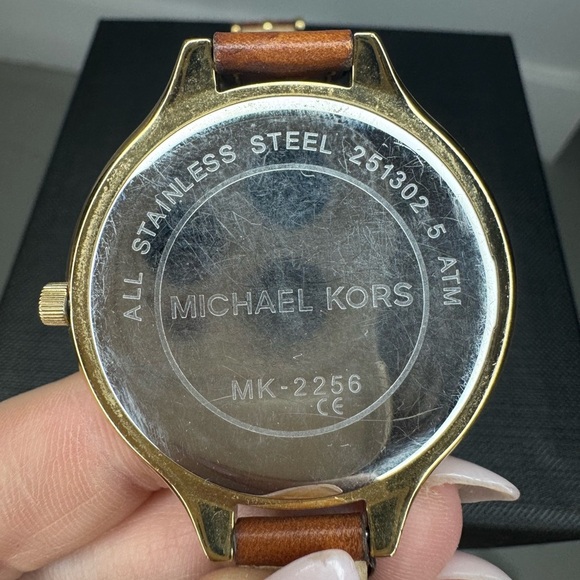 ALL STAINLESS STEEL 251302 5 ATM
MICHAEL KORS
MK-2256
CE